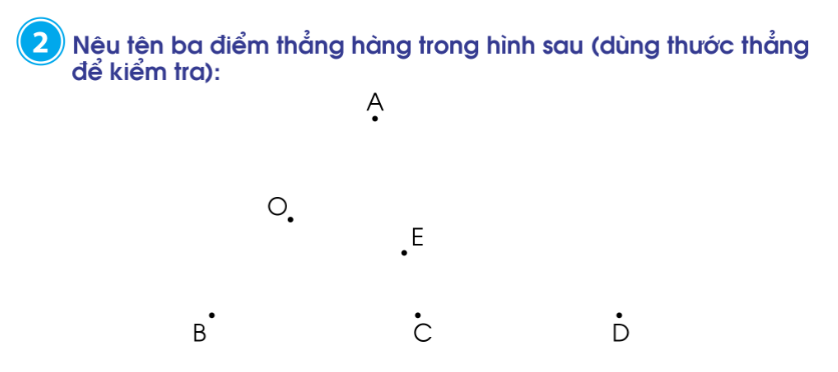 2 Nêu tên ba điểm thẳng hàng trong hình sau (dùng thước thẳng
để kiểm tra):
A
O
E
B C D